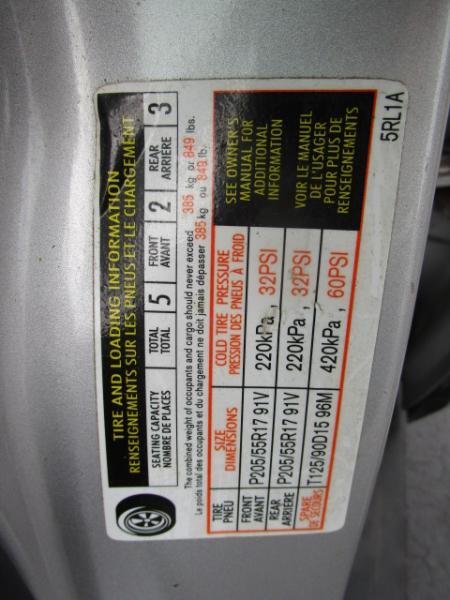 TIRE AND LOADING INFORMATION
RENSEIGNEMENTS SUR LES PNEUS ET LE CHARGEMENT
SEATING CAPACITY TOTAL 5 FRONT 2 REAR 3
NOMBRE DE PLACES TOTAL AVANT ARRIÈRE
The combined weight of occupants and cargo should never exceed 385 kg or 849 lbs.
Le poids total des occupants et du chargement ne doit jamais dépasser 385 kg ou 849 lb.
TIRE SIZE COLD TIRE PRESSURE
PNEU DIMENSIONS PRESSION DES PNEUS À FROID
FRONT P205/55R17 91V 220kPa, 32PSI
AVANT
REAR P205/55R17 91V 220kPa, 32PSI
ARRIÈRE
SPARE T125/90D15 96M 420kPa, 60PSI
DE SECOURS
SEE OWNER'S
MANUAL FOR
ADDITIONAL
INFORMATION
VOIR LE MANUEL
DE L'USAGER
POUR PLUS DE
RENSEIGNEMENTS
5RL1A